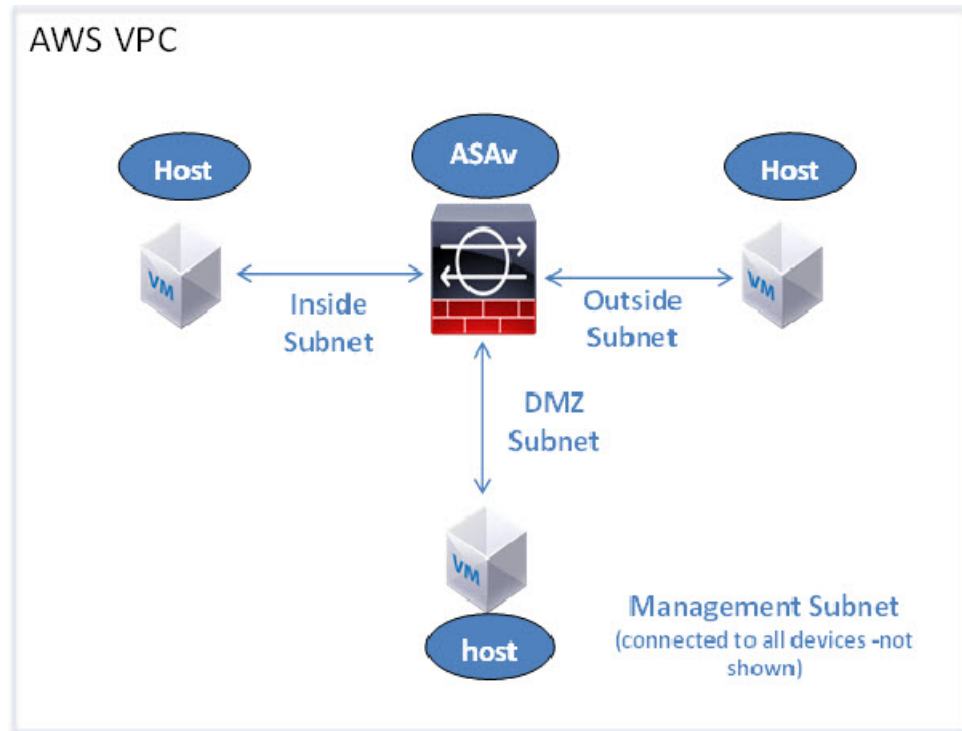 AWS VPC
Host
ASAv
Host
VM
VM
Inside
Subnet
Outside
Subnet
DMZ
Subnet
VM
host
Management Subnet
(connected to all devices -not
shown)